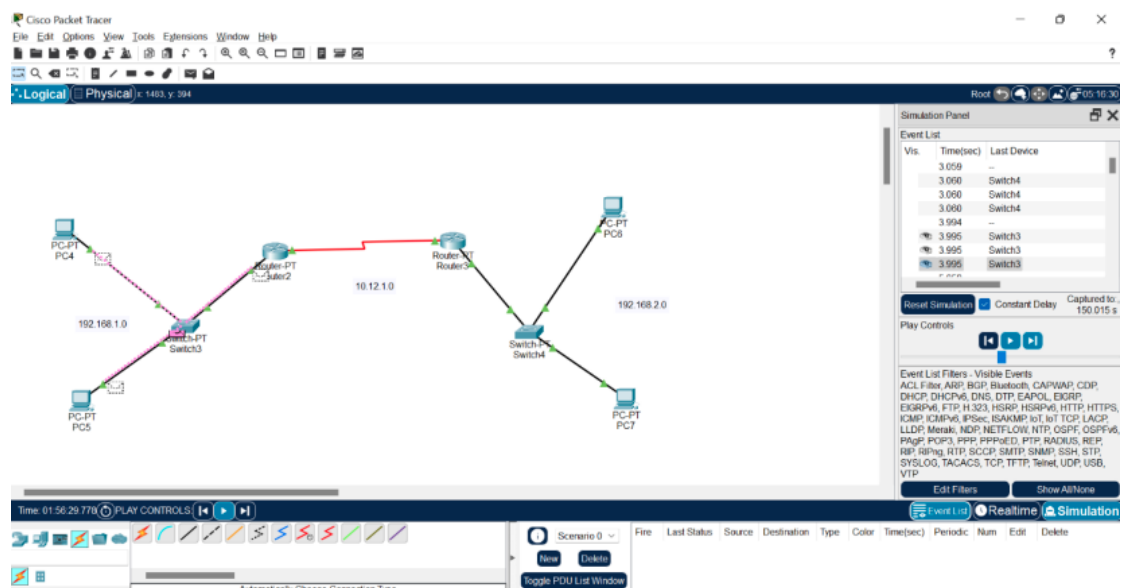 Cisco Packet Tracer
File Edit Options View Tools Extensions Window Help
?
Logical Physical x: 1483, y: 394
Root 05:16:30
Simulation Panel
Event List
Vis. Time(sec) Last Device
3.059 --
3.060 Switch4
3.060 Switch4
3.060 Switch4
3.994 --
3.995 Switch3
3.995 Switch3
3.995 Switch3
Reset Simulation Constant Delay Captured to:
150.015 s
Play Controls
Event List Filters - Visible Events
ACL Filter, ARP, BGP, Bluetooth, CAPWAP, CDP,
DHCP, DHCPv6, DNS, DTP, EAPOL, EIGRP,
EIGRPv6, FTP, H.323, HSRP, HSRPv6, HTTP, HTTPS,
ICMP, ICMPv6, IPSec, ISAKMP, IoT, IoT TCP, LACP,
LLDP, Meraki, NDP, NETFLOW, NTP, OSPF, OSPFv6,
PAgP, POP3, PPP, PPPoED, PTP, RADIUS, REP,
RIP, RIPng, RTP, SCCP, SMTP, SNMP, SSH, STP,
SYSLOG, TACACS, TCP, TFTP, Telnet, UDP, USB,
VTP
Edit Filters Show All/None
Event List Realtime Simulation
PC-PT
PC4
PC-PT
PC5
192.168.1.0
Switch-PT
Switch3
Router-PT
uter2
10.12.1.0
Router-PT
Router3
PC-PT
PC6
192.168.2.0
Switch-PT
Switch4
PC-PT
PC7
Time: 01:56:29.778 PLAY CONTROLS:
Scenario 0
New Delete
Toggle PDU List Window
Fire Last Status Source Destination Type Color Time(sec) Periodic Num Edit Delete
Automatically Choose Connection Type